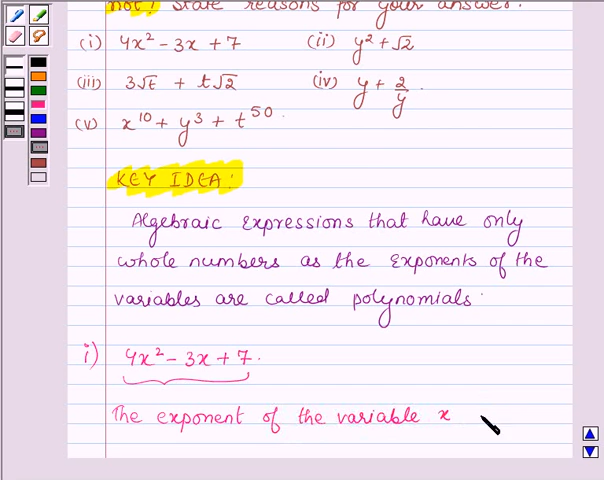 not? State reasons for your answer.
(i) 4x² - 3x + 7 (ii) y² + √2
(iii) 3√t + t√2 (iv) y + 2/y.
(v) x¹⁰ + y³ + t⁵⁰.
KEY IDEA:
Algebraic expressions that have only
whole numbers as the exponents of the
variables are called polynomials.
i) 4x² - 3x + 7.
The exponent of the variable x